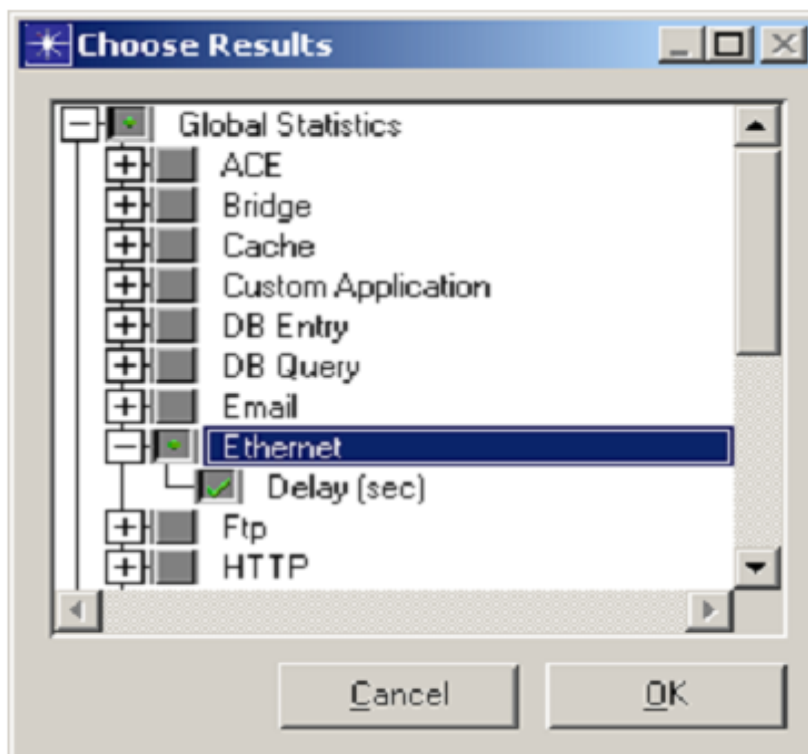 Choose Results
Global Statistics
ACE
Bridge
Cache
Custom Application
DB Entry
DB Query
Email
Ethernet
Delay (sec)
Ftp
HTTP
Cancel
OK